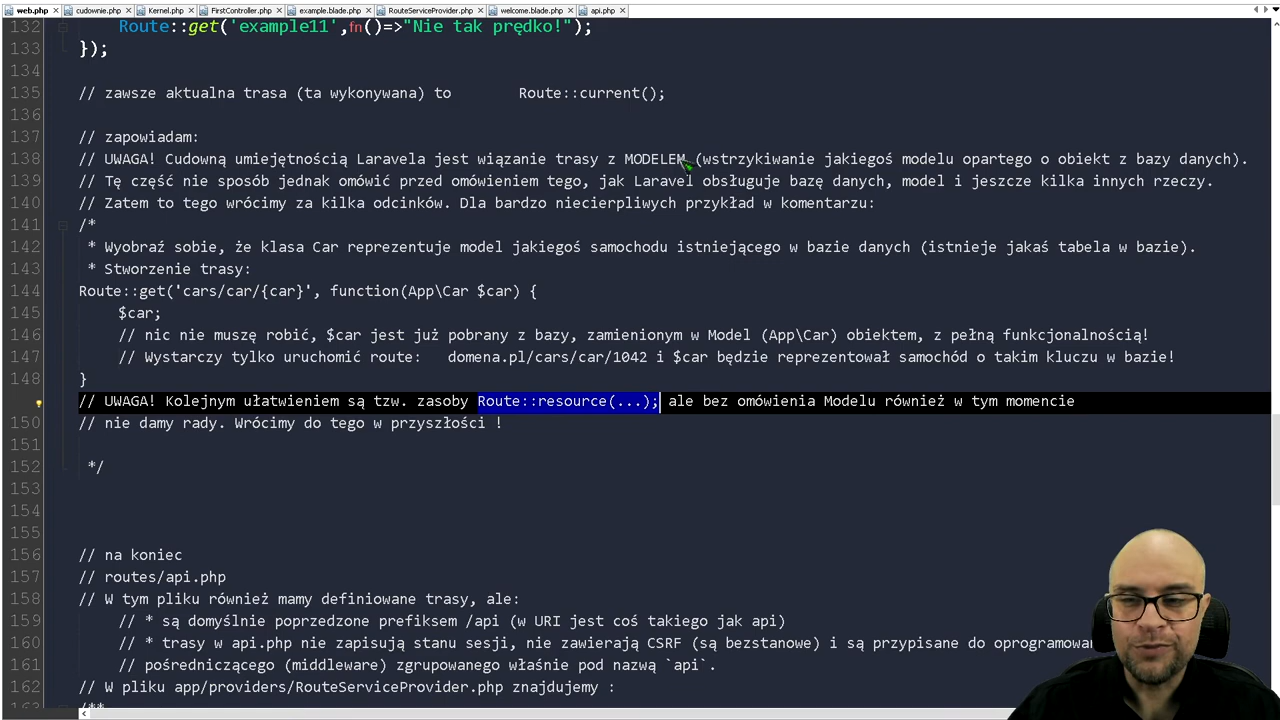 web.php × cudownie.php × Kernel.php × FirstController.php × example.blade.php × RouteServiceProvider.php × welcome.blade.php × api.php ×
132 Route::get('example11',fn()=>"Nie tak prędko!");
133 });
134
135 // zawsze aktualna trasa (ta wykonywana) to Route::current();
136
137 // zapowiadam:
138 // UWAGA! Cudowną umiejętnością Laravela jest wiązanie trasy z MODELEM (wstrzykiwanie jakiegoś modelu opartego o obiekt z bazy danych).
139 // Tę część nie sposób jednak omówić przed omówieniem tego, jak Laravel obsługuje bazę danych, model i jeszcze kilka innych rzeczy.
140 // Zatem to tego wrócimy za kilka odcinków. Dla bardzo niecierpliwych przykład w komentarzu:
141 /*
142 * Wyobraź sobie, że klasa Car reprezentuje model jakiegoś samochodu istniejącego w bazie danych (istnieje jakaś tabela w bazie).
143 * Stworzenie trasy:
144 Route::get('cars/car/{car}', function(App\Car $car) {
145 $car;
146 // nic nie muszę robić, $car jest już pobrany z bazy, zamienionym w Model (App\Car) obiektem, z pełną funkcjonalnością!
147 // Wystarczy tylko uruchomić route: domena.pl/cars/car/1042 i $car będzie reprezentował samochód o takim kluczu w bazie!
148 }
// UWAGA! Kolejnym ułatwieniem są tzw. zasoby Route::resource(...); ale bez omówienia Modelu również w tym momencie
150 // nie damy rady. Wrócimy do tego w przyszłości !
151
152 */
153
154
155
156 // na koniec
157 // routes/api.php
158 // W tym pliku również mamy definiowane trasy, ale:
159 // * są domyślnie poprzedzone prefiksem /api (w URI jest coś takiego jak api)
160 // * trasy w api.php nie zapisują stanu sesji, nie zawierają CSRF (są bezstanowe) i są przypisane do oprogramowa
161 // pośredniczącego (middleware) zgrupowanego właśnie pod nazwą `api`.
162 // W pliku app/providers/RouteServiceProvider.php znajdujemy :
163 /**